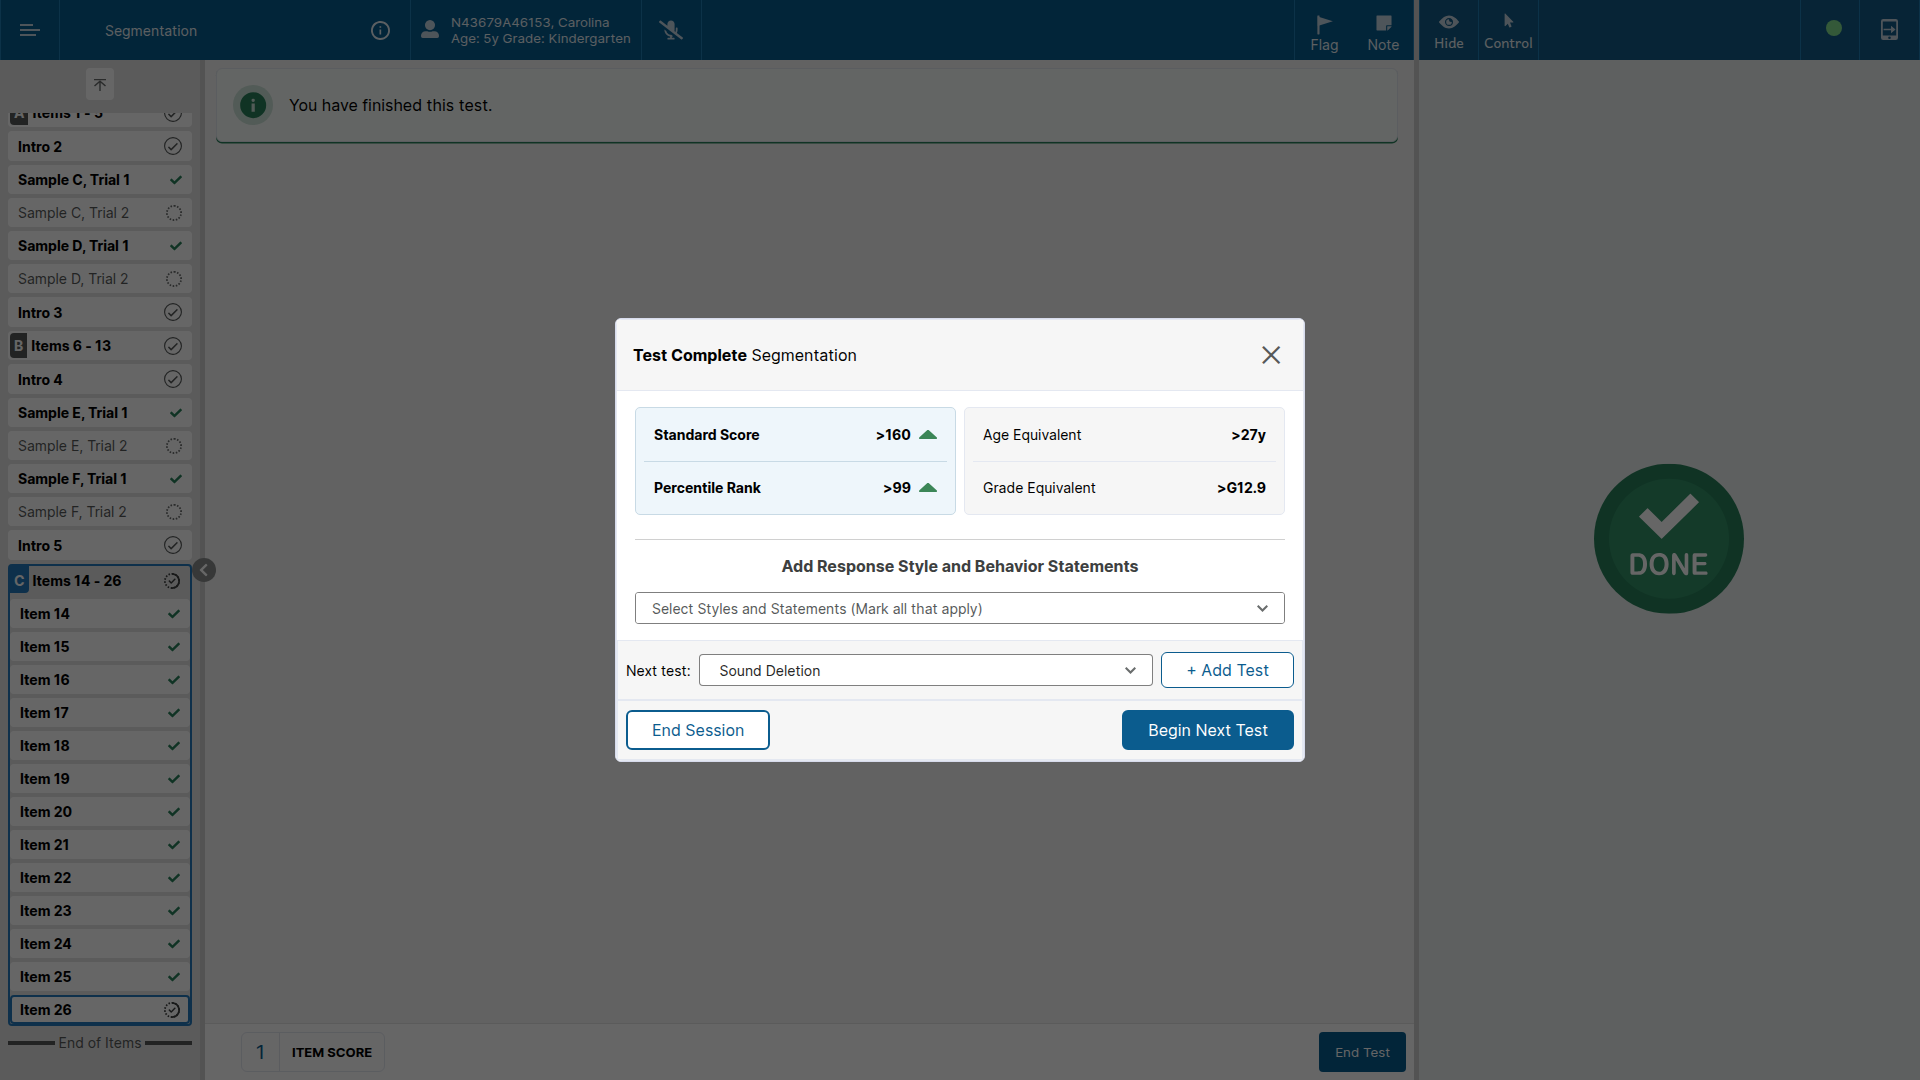 Segmentation
N43679A46153, Carolina
Age: 5y Grade: Kindergarten
Flag
Note
Hide
Control
A Items 1 - 5
Intro 2
Sample C, Trial 1
Sample C, Trial 2
Sample D, Trial 1
Sample D, Trial 2
Intro 3
B Items 6 - 13
Intro 4
Sample E, Trial 1
Sample E, Trial 2
Sample F, Trial 1
Sample F, Trial 2
Intro 5
C Items 14 - 26
Item 14
Item 15
Item 16
Item 17
Item 18
Item 19
Item 20
Item 21
Item 22
Item 23
Item 24
Item 25
Item 26
End of Items
You have finished this test.
Test Complete Segmentation
Standard Score >160
Percentile Rank >99
Age Equivalent >27y
Grade Equivalent >G12.9
Add Response Style and Behavior Statements
Select Styles and Statements (Mark all that apply)
Next test: Sound Deletion + Add Test
End Session
Begin Next Test
DONE
1 ITEM SCORE
End Test